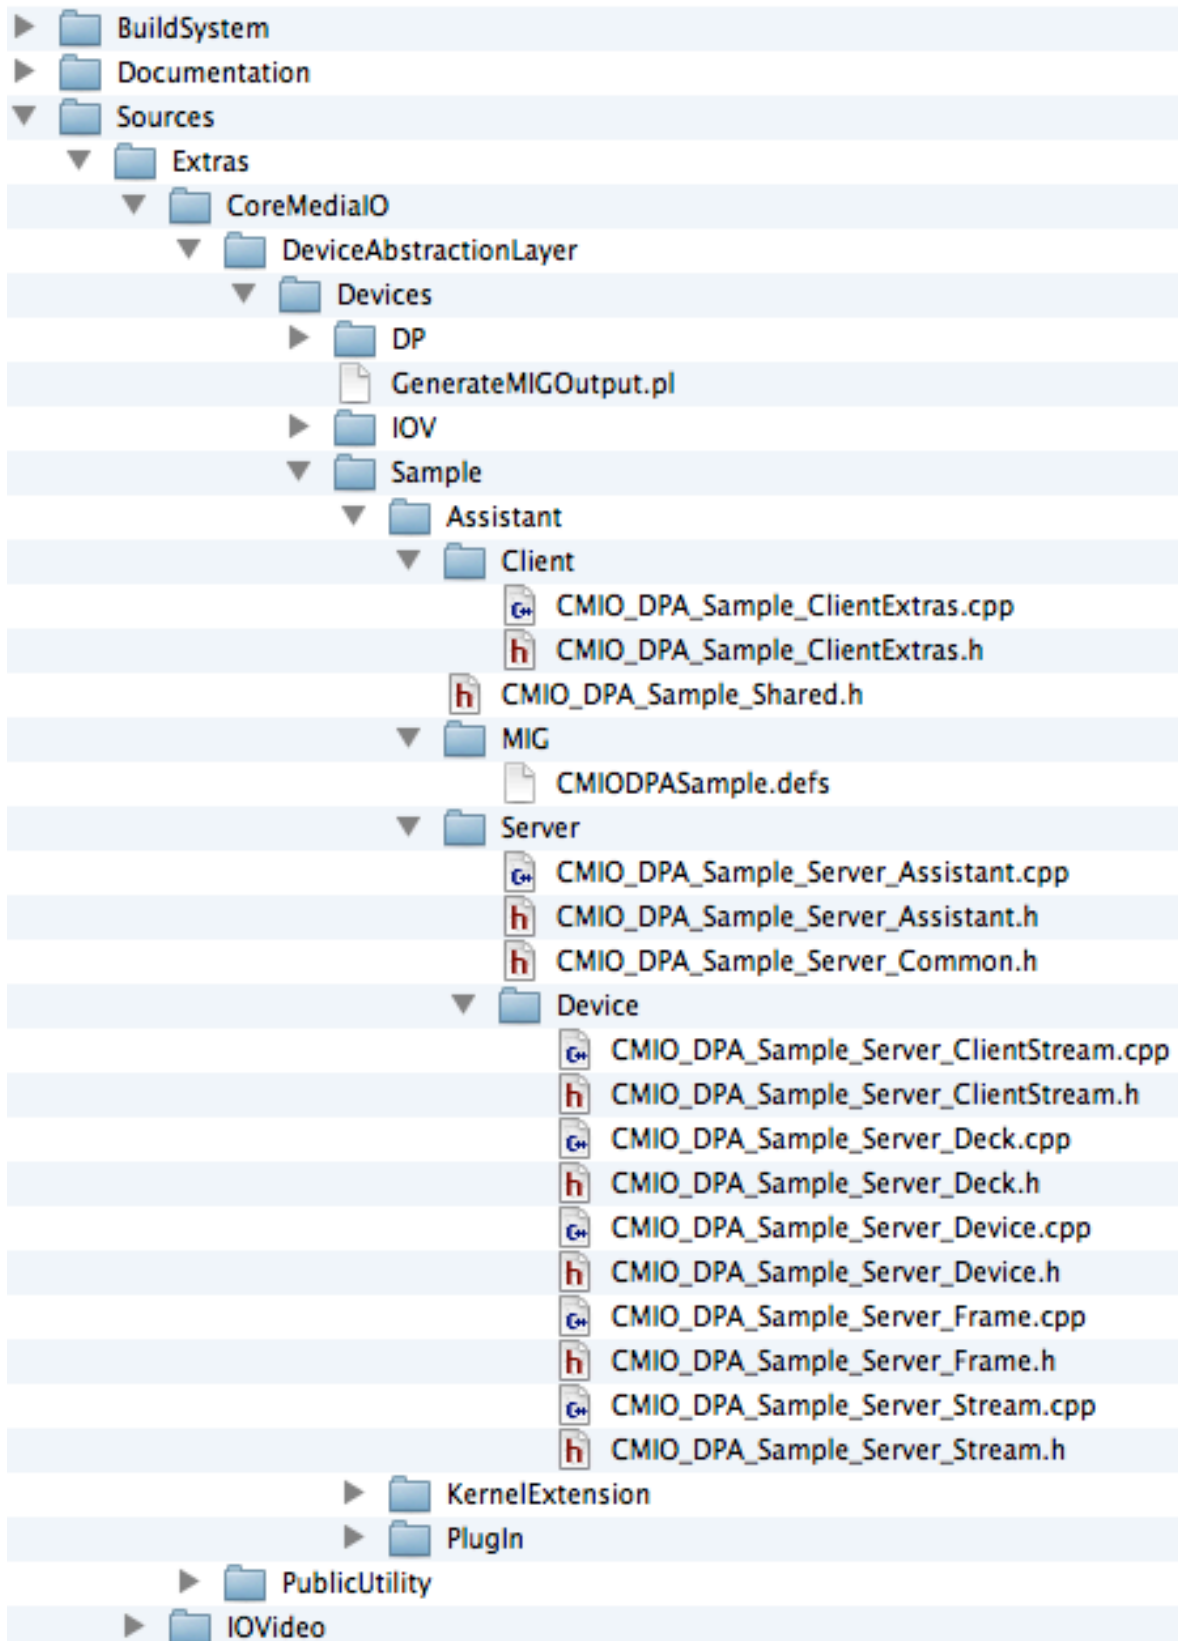 BuildSystem
Documentation
Sources
Extras
CoreMediaIO
DeviceAbstractionLayer
Devices
DP
GenerateMIGOutput.pl
IOV
Sample
Assistant
Client
CMIO_DPA_Sample_ClientExtras.cpp
CMIO_DPA_Sample_ClientExtras.h
CMIO_DPA_Sample_Shared.h
MIG
CMIODPASample.defs
Server
CMIO_DPA_Sample_Server_Assistant.cpp
CMIO_DPA_Sample_Server_Assistant.h
CMIO_DPA_Sample_Server_Common.h
Device
CMIO_DPA_Sample_Server_ClientStream.cpp
CMIO_DPA_Sample_Server_ClientStream.h
CMIO_DPA_Sample_Server_Deck.cpp
CMIO_DPA_Sample_Server_Deck.h
CMIO_DPA_Sample_Server_Device.cpp
CMIO_DPA_Sample_Server_Device.h
CMIO_DPA_Sample_Server_Frame.cpp
CMIO_DPA_Sample_Server_Frame.h
CMIO_DPA_Sample_Server_Stream.cpp
CMIO_DPA_Sample_Server_Stream.h
KernelExtension
PlugIn
PublicUtility
IOVideo